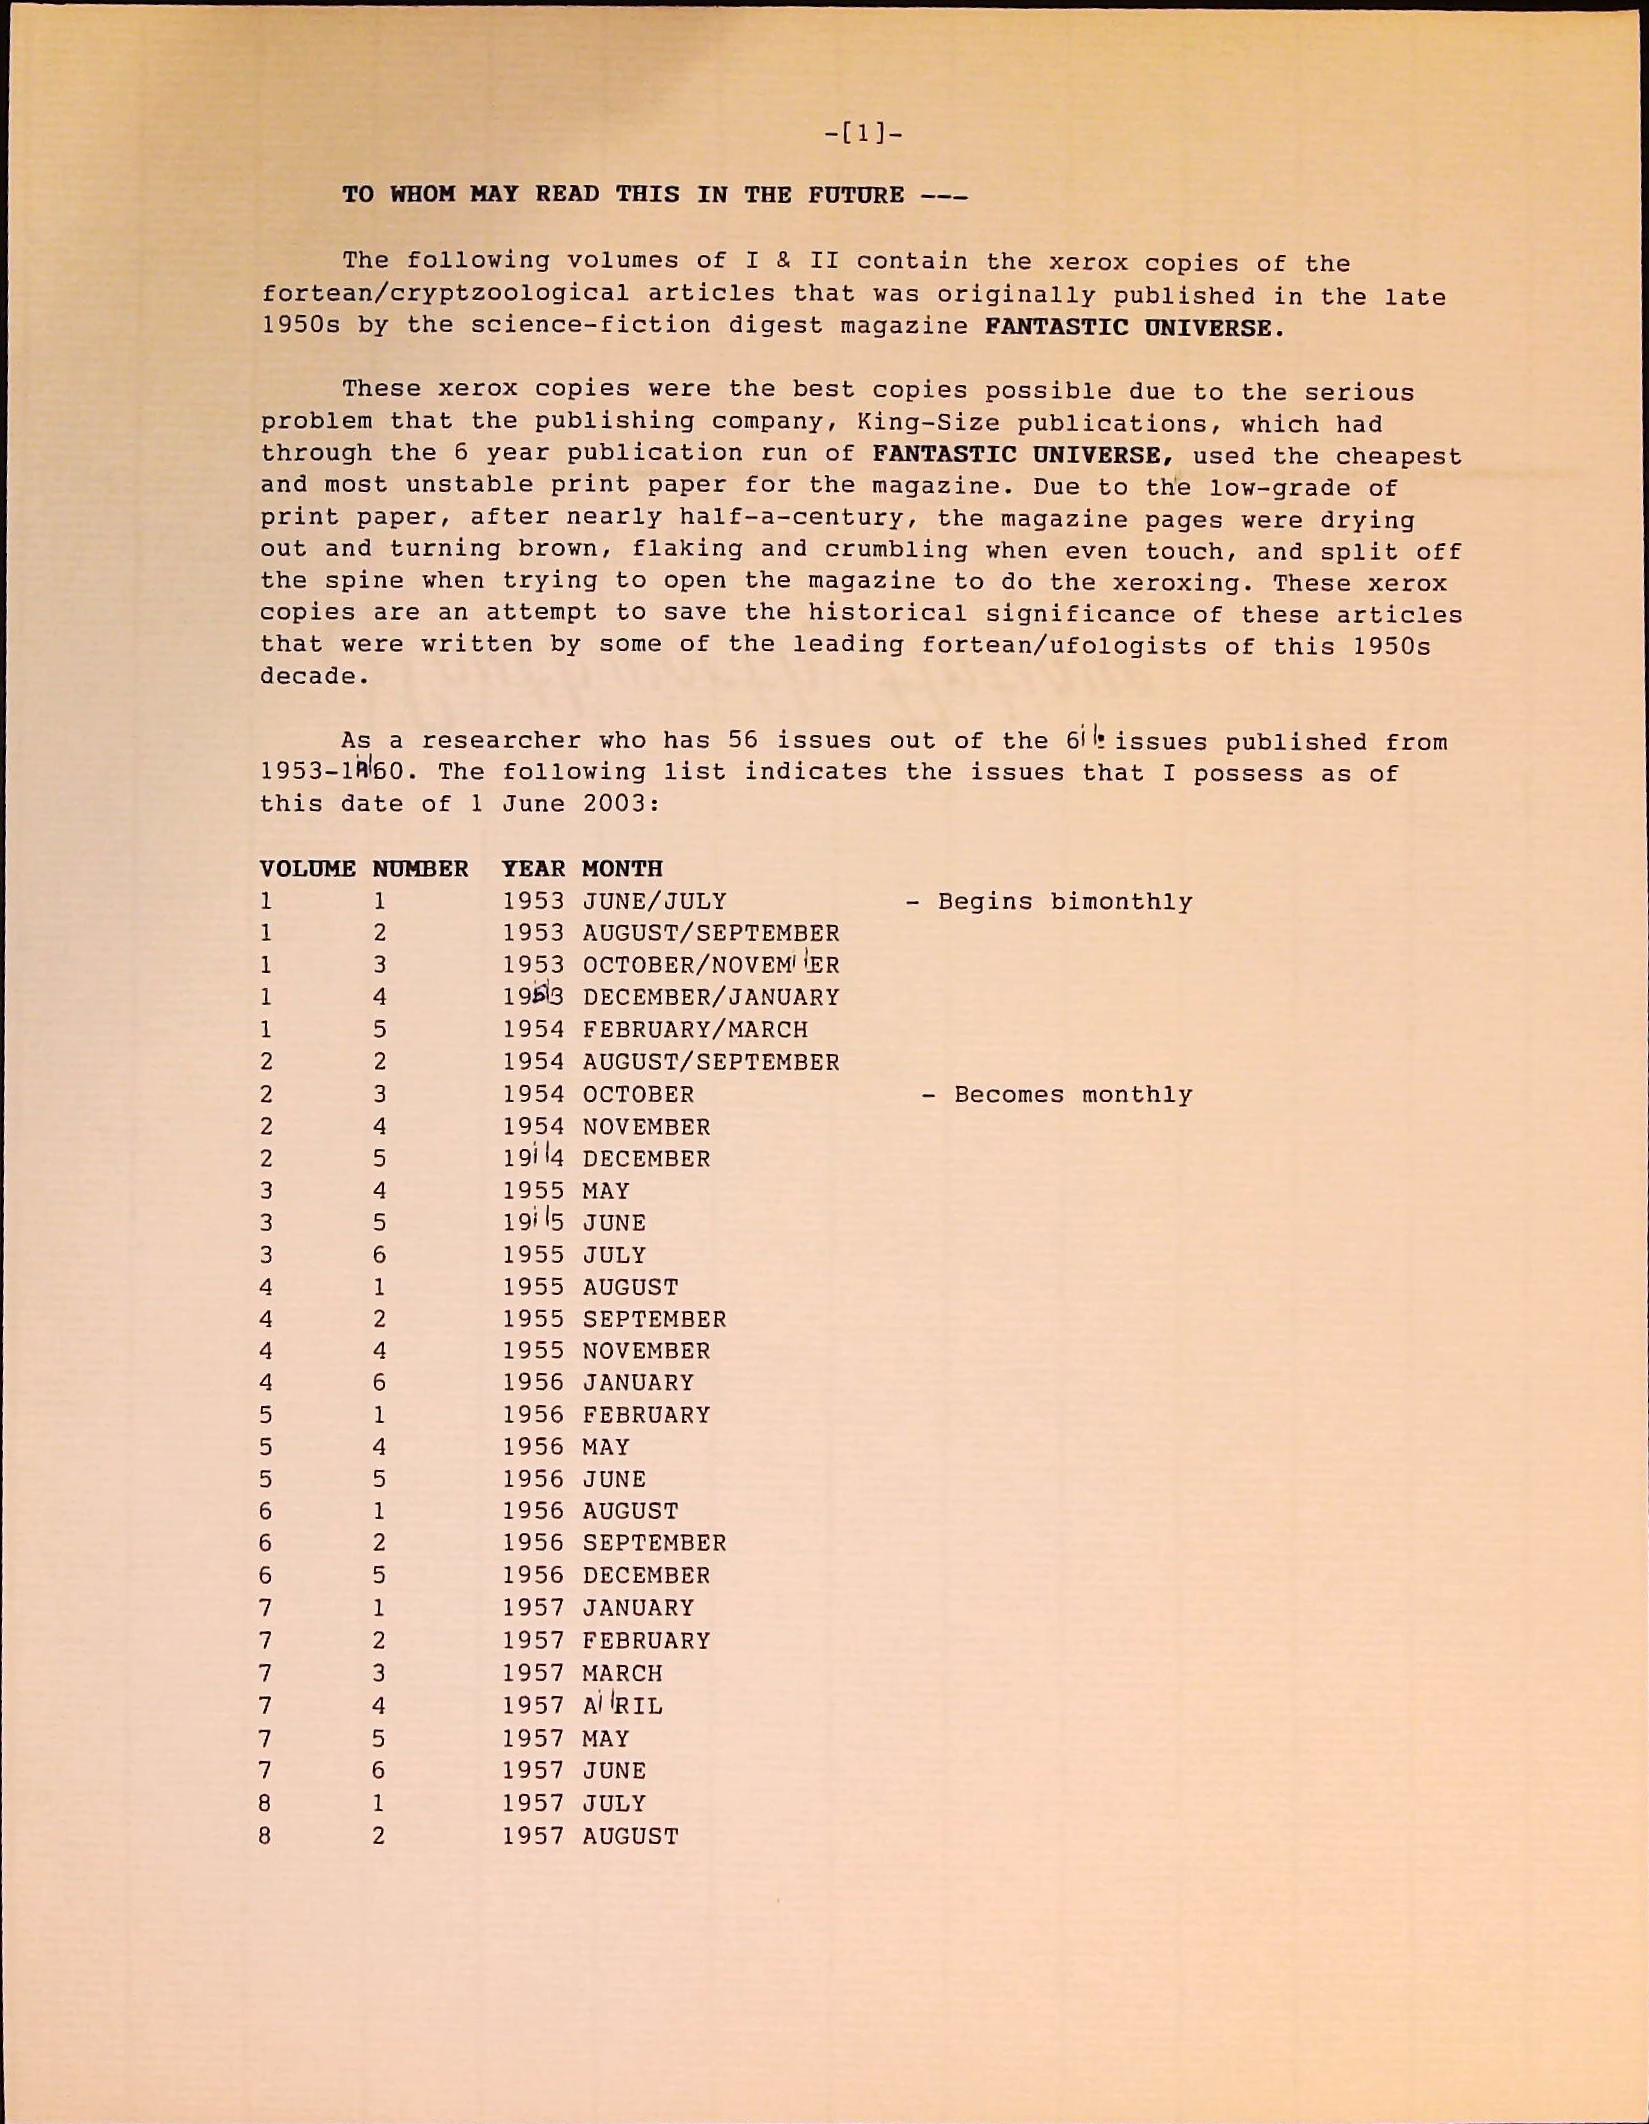 -[1]-
TO WHOM MAY READ THIS IN THE FUTURE ---
The following volumes of I & II contain the xerox copies of the
fortean/cryptzoological articles that was originally published in the late
1950s by the science-fiction digest magazine FANTASTIC UNIVERSE.
These xerox copies were the best copies possible due to the serious
problem that the publishing company, King-Size publications, which had
through the 6 year publication run of FANTASTIC UNIVERSE, used the cheapest
and most unstable print paper for the magazine. Due to the low-grade of
print paper, after nearly half-a-century, the magazine pages were drying
out and turning brown, flaking and crumbling when even touch, and split off
the spine when trying to open the magazine to do the xeroxing. These xerox
copies are an attempt to save the historical significance of these articles
that were written by some of the leading fortean/ufologists of this 1950s
decade.
As a researcher who has 56 issues out of the issues published from
The following list indicates the issues that I possess as of
this date of 1 June 2003:
VOLUME NUMBER YEAR MONTH
1 1 1953 JUNE/JULY - Begins bimonthly
1 2 1953 AUGUST/SEPTEMBER
1 3 1953
1 4 1953 DECEMBER/JANUARY
1 5 1954 FEBRUARY/MARCH
2 2 1954 AUGUST/SEPTEMBER
2 3 1954 OCTOBER - Becomes monthly
2 4 1954 NOVEMBER
2 5 DECEMBER
3 4 1955 MAY
3 5 JUNE
3 6 1955 JULY
4 1 1955 AUGUST
4 2 1955 SEPTEMBER
4 4 1955 NOVEMBER
4 6 1956 JANUARY
5 1 1956 FEBRUARY
5 4 1956 MAY
5 5 1956 JUNE
6 1 1956 AUGUST
6 2 1956 SEPTEMBER
6 5 1956 DECEMBER
7 1 1957 JANUARY
7 2 1957 FEBRUARY
7 3 1957 MARCH
7 4 1957
7 5 1957 MAY
7 6 1957 JUNE
8 1 1957 JULY
8 2 1957 AUGUST